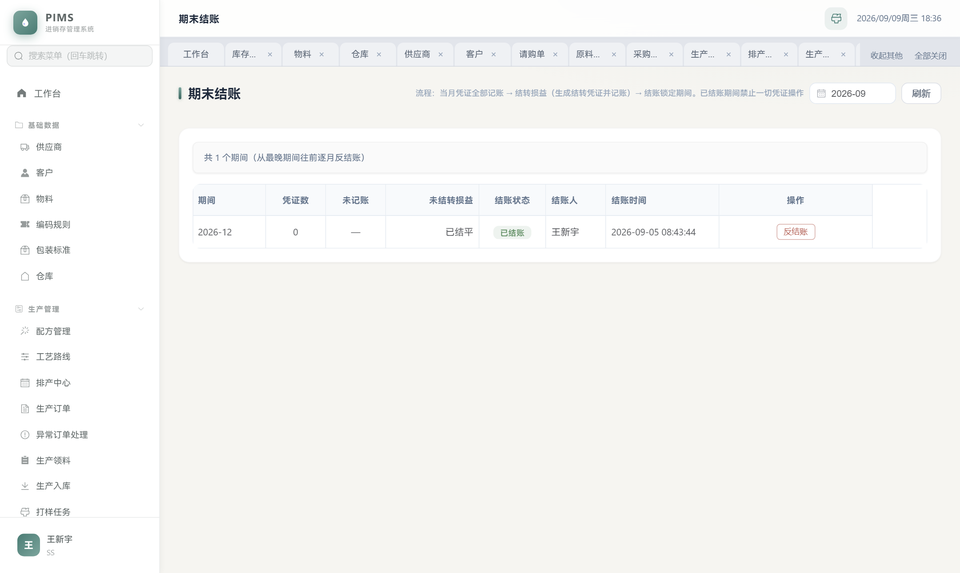 PIMS
进销存管理系统
搜索菜单（回车跳转）
工作台
基础数据
供应商
客户
物料
编码规则
包装标准
仓库
生产管理
配方管理
工艺路线
排产中心
生产订单
异常订单处理
生产领料
生产入库
打样任务
王
王新宇
SS
期末结账
2026/09/09周三 18:36
工作台 库存... × 物料 × 仓库 × 供应商 × 客户 × 请购单 × 原料... × 采购... × 生产... × 排产... × 生产... × 收起其他 全部关闭
期末结账
流程：当月凭证全部记账 → 结转损益（生成结转凭证并记账） → 结账锁定期间，已结账期间禁止一切凭证操作
2026-09
刷新
共 1 个期间（从最晚期间往前逐月反结账）
期间 凭证数 未记账 未结转损益 结账状态 结账人 结账时间 操作
2026-12 0 — 已结平 已结账 王新宇 2026-09-05 08:43:44 反结账